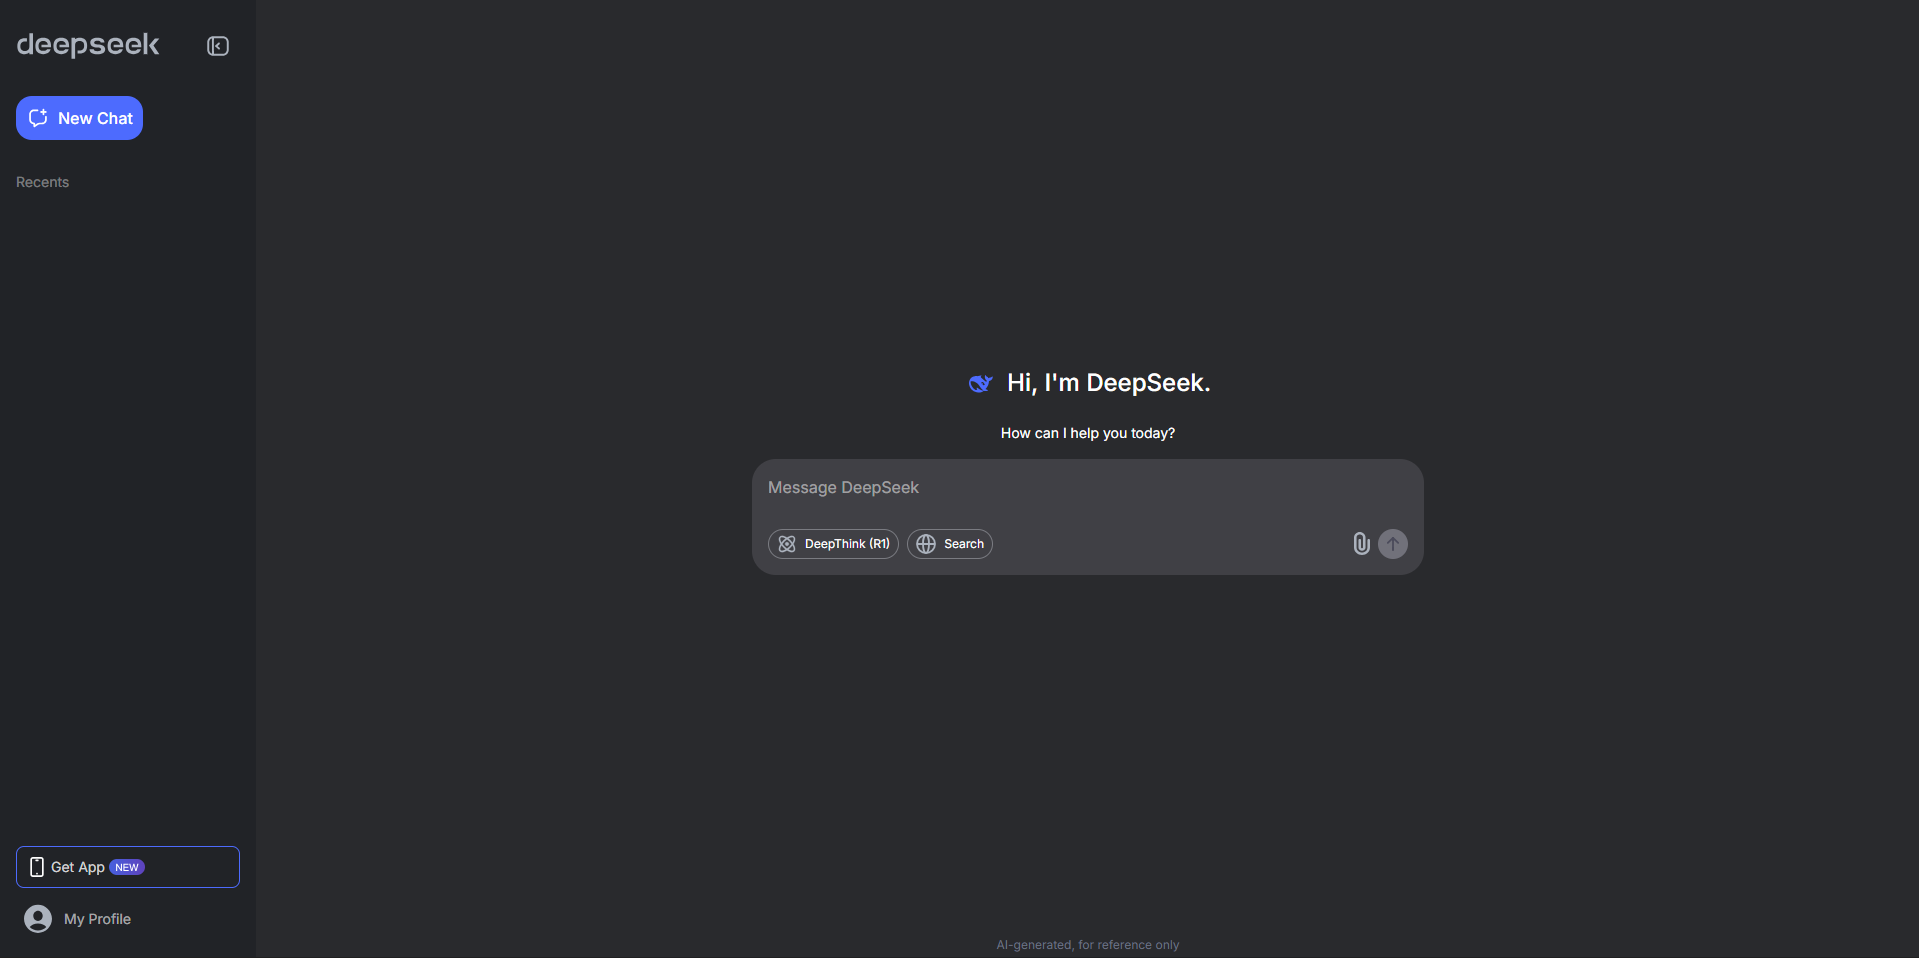 deepseek
New Chat
Recents
Get App NEW
My Profile
Hi, I'm DeepSeek.
How can I help you today?
Message DeepSeek
DeepThink (R1) Search
AI-generated, for reference only